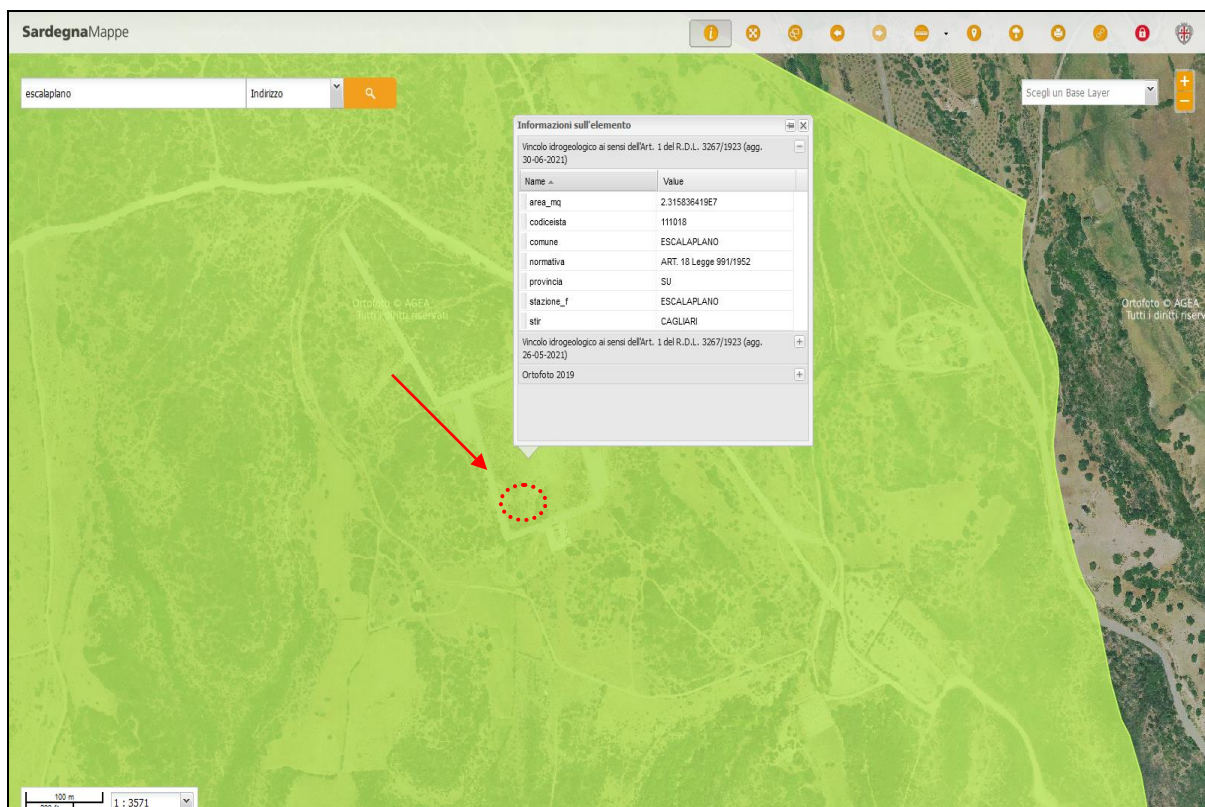 SardegnaMappe
escalaplano
Indirizzo
Scegli un Base Layer
Informazioni sull'elemento
Vincolo idrogeologico ai sensi dell'Art. 1 del R.D.L. 3267/1923 (agg.
30-06-2021)
Name Value
area_mq 2.315836419E7
codiceista 111018
comune ESCALAPLANO
normativa ART. 18 Legge 991/1952
provincia SU
stazione_f ESCALAPLANO
stir CAGLIARI
Vincolo idrogeologico ai sensi dell'Art. 1 del R.D.L. 3267/1923 (agg.
26-05-2021)
Ortofoto 2019
Ortofoto © AGEA
Tutti i diritti riservati
Ortofoto © AGEA
Tutti i diritti riserv
100 m
1 : 3571